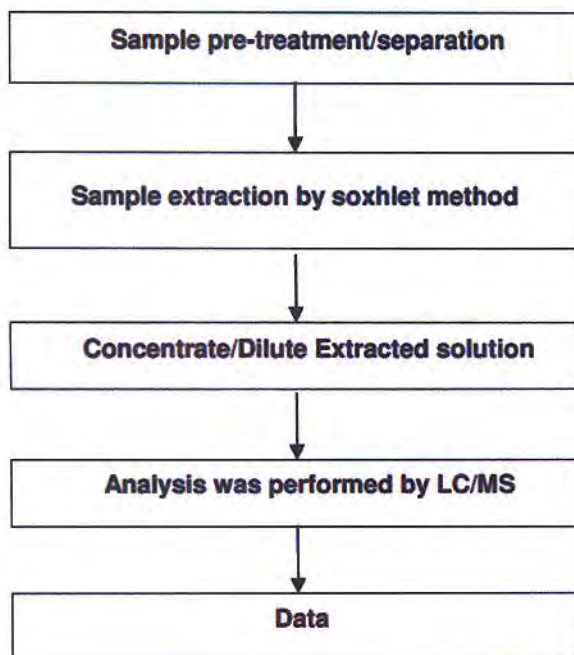 Sample pre-treatment/separation
Sample extraction by soxhlet method
Concentrate/Dilute Extracted solution
Analysis was performed by LC/MS
Data